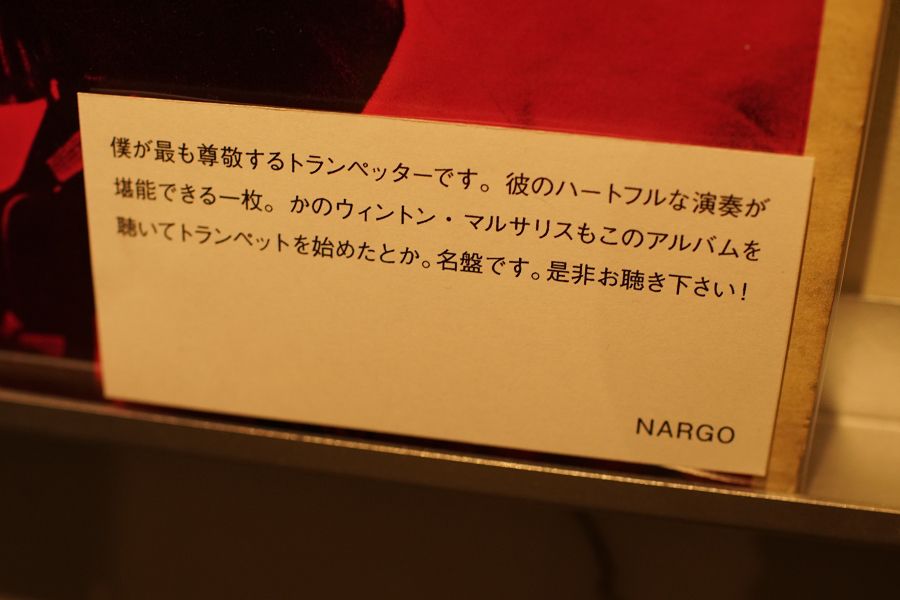 僕が最も尊敬するトランペッターです。彼のハートフルな演奏が
堪能できる一枚。かのウィントン・マルサリスもこのアルバムを
聴いてトランペットを始めたとか。名盤です。是非お聴き下さい!
NARGO